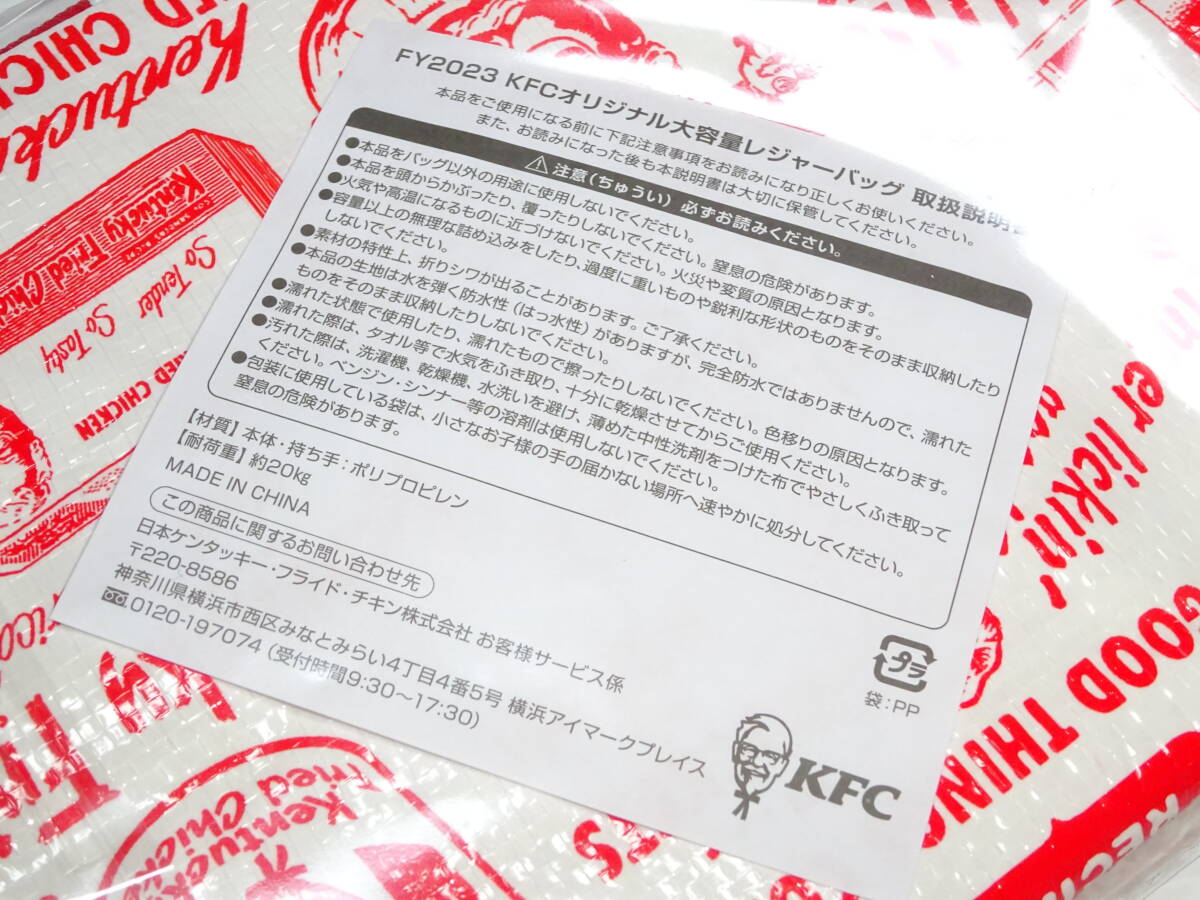 FY2023 KFCオリジナル大容量レジャーバッグ 取扱説明
本品をご使用になる前に下記注意事項をお読みになり正しくお使いください。
また、お読みになった後も本説明書は大切に保管してください。
注意(ちゅうい) 必ずお読みください。
●本品をバッグ以外の用途に使用しないでください。
●本品を頭からかぶったり、覆ったりしないでください。窒息の危険があります。
●火気や高温になるものに近づけないでください。火災や変質の原因となります。
●容量以上の無理な詰め込みをしたり、過度に重いものや鋭利な形状のものをそのまま収納したり
しないでください。
●素材の特性上、折りシワが出ることがあります。ご了承ください。
●本品の生地は水を弾く防水性(はっ水性)がありますが、完全防水ではありませんので、濡れた
ものをそのまま収納したりしないでください。
●濡れた状態で使用したり、濡れたもので擦ったりしないでください。色移りの原因となります。
●濡れた際は、タオル等で水気をふき取り、十分に乾燥させてからご使用ください。
●汚れた際は、洗濯機、乾燥機、水洗いを避け、薄めた中性洗剤をつけた布でやさしくふき取って
ください。ベンジン・シンナー等の溶剤は使用しないでください。
●包装に使用している袋は、小さなお子様の手の届かない場所へ速やかに処分してください。
窒息の危険があります。
【材質】本体・持ち手:ポリプロピレン
【耐荷重】約20kg
MADE IN CHINA
この商品に関するお問い合わせ先
日本ケンタッキー・フライド・チキン株式会社 お客様サービス係
〒220-8586
神奈川県横浜市西区みなとみらい4丁目4番5号 横浜アイマークプレイス
0120-197074(受付時間9:30～17:30)
プラ
袋:PP
KFC
Kentucky
CHIC
Kentucky Fried Chick
So Tender
So Tasty
FRIED CHICKEN
er lickin'
good
GOOD THING
Kentucky
Fried Chick